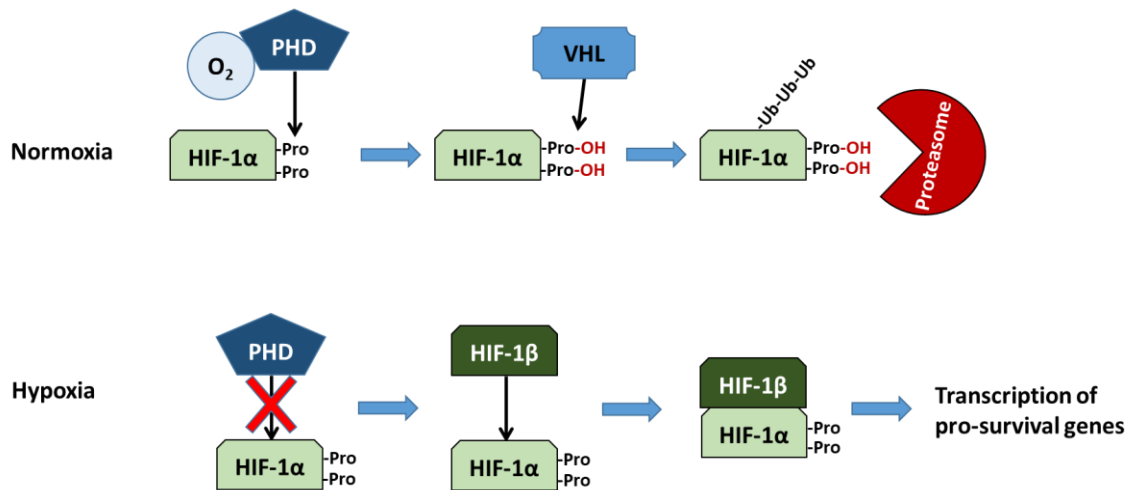 PHD
O2
VHL
-Ub-Ub-Ub
Normoxia
HIF-1α
-Pro
-Pro
HIF-1α
-Pro-OH
-Pro-OH
HIF-1α
-Pro-OH
-Pro-OH
Proteasome
Hypoxia
PHD
HIF-1α
-Pro
-Pro
HIF-1β
HIF-1α
-Pro
-Pro
HIF-1β
HIF-1α
-Pro
-Pro
Transcription of
pro-survival genes